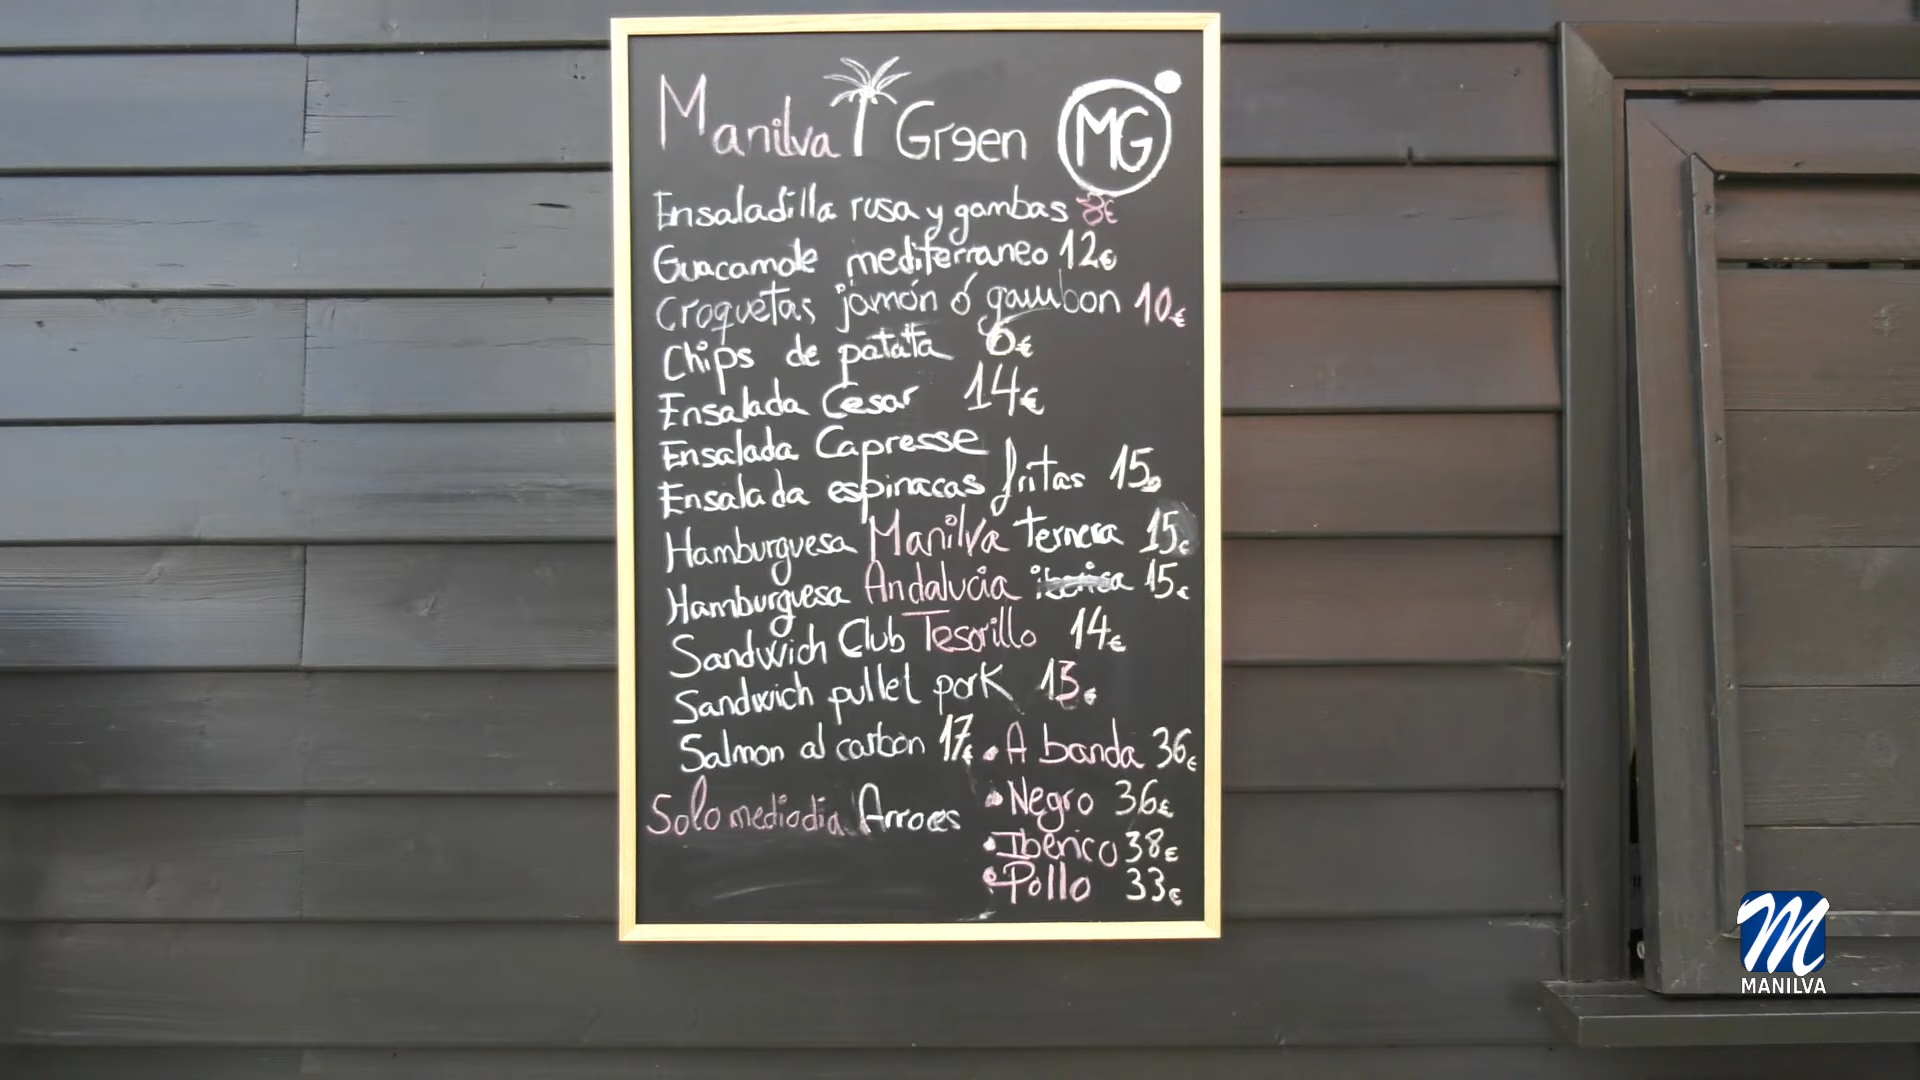 Manilva Green MG
Ensaladilla rusa y gambas 8€
Guacamole mediterraneo 12€
Croquetas jamón ó gambon 10€
Chips de patata 6€
Ensalada Cesar 14€
Ensalada Capresse
Ensalada espinacas fritas 15
Hamburguesa Manilva ternera 15€
Hamburguesa Andalucia iberica 15€
Sandwich Club Tesorillo 14€
Sandwich pullet pork 13€
Salmon al carbon 17€
Solo mediodia Arroces
• A banda 36€
• Negro 36€
• Iberico 38€
• Pollo 33€
M
MANILVA